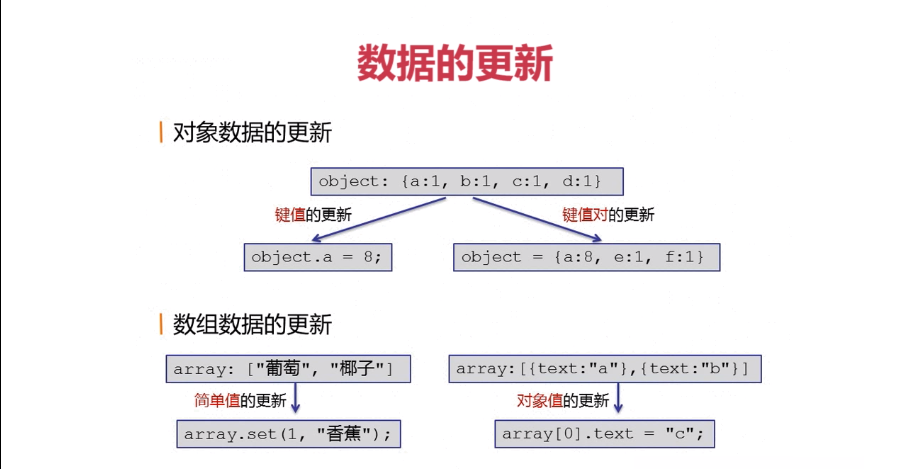 数据的更新
对象数据的更新
object: {a:1, b:1, c:1, d:1}
键值的更新
键值对的更新
object.a = 8;
object = {a:8, e:1, f:1}
数组数据的更新
array: ["葡萄", "椰子"]
array:[{text:"a"},{text:"b"}]
简单值的更新
对象值的更新
array.set(1, "香蕉");
array[0].text = "c";